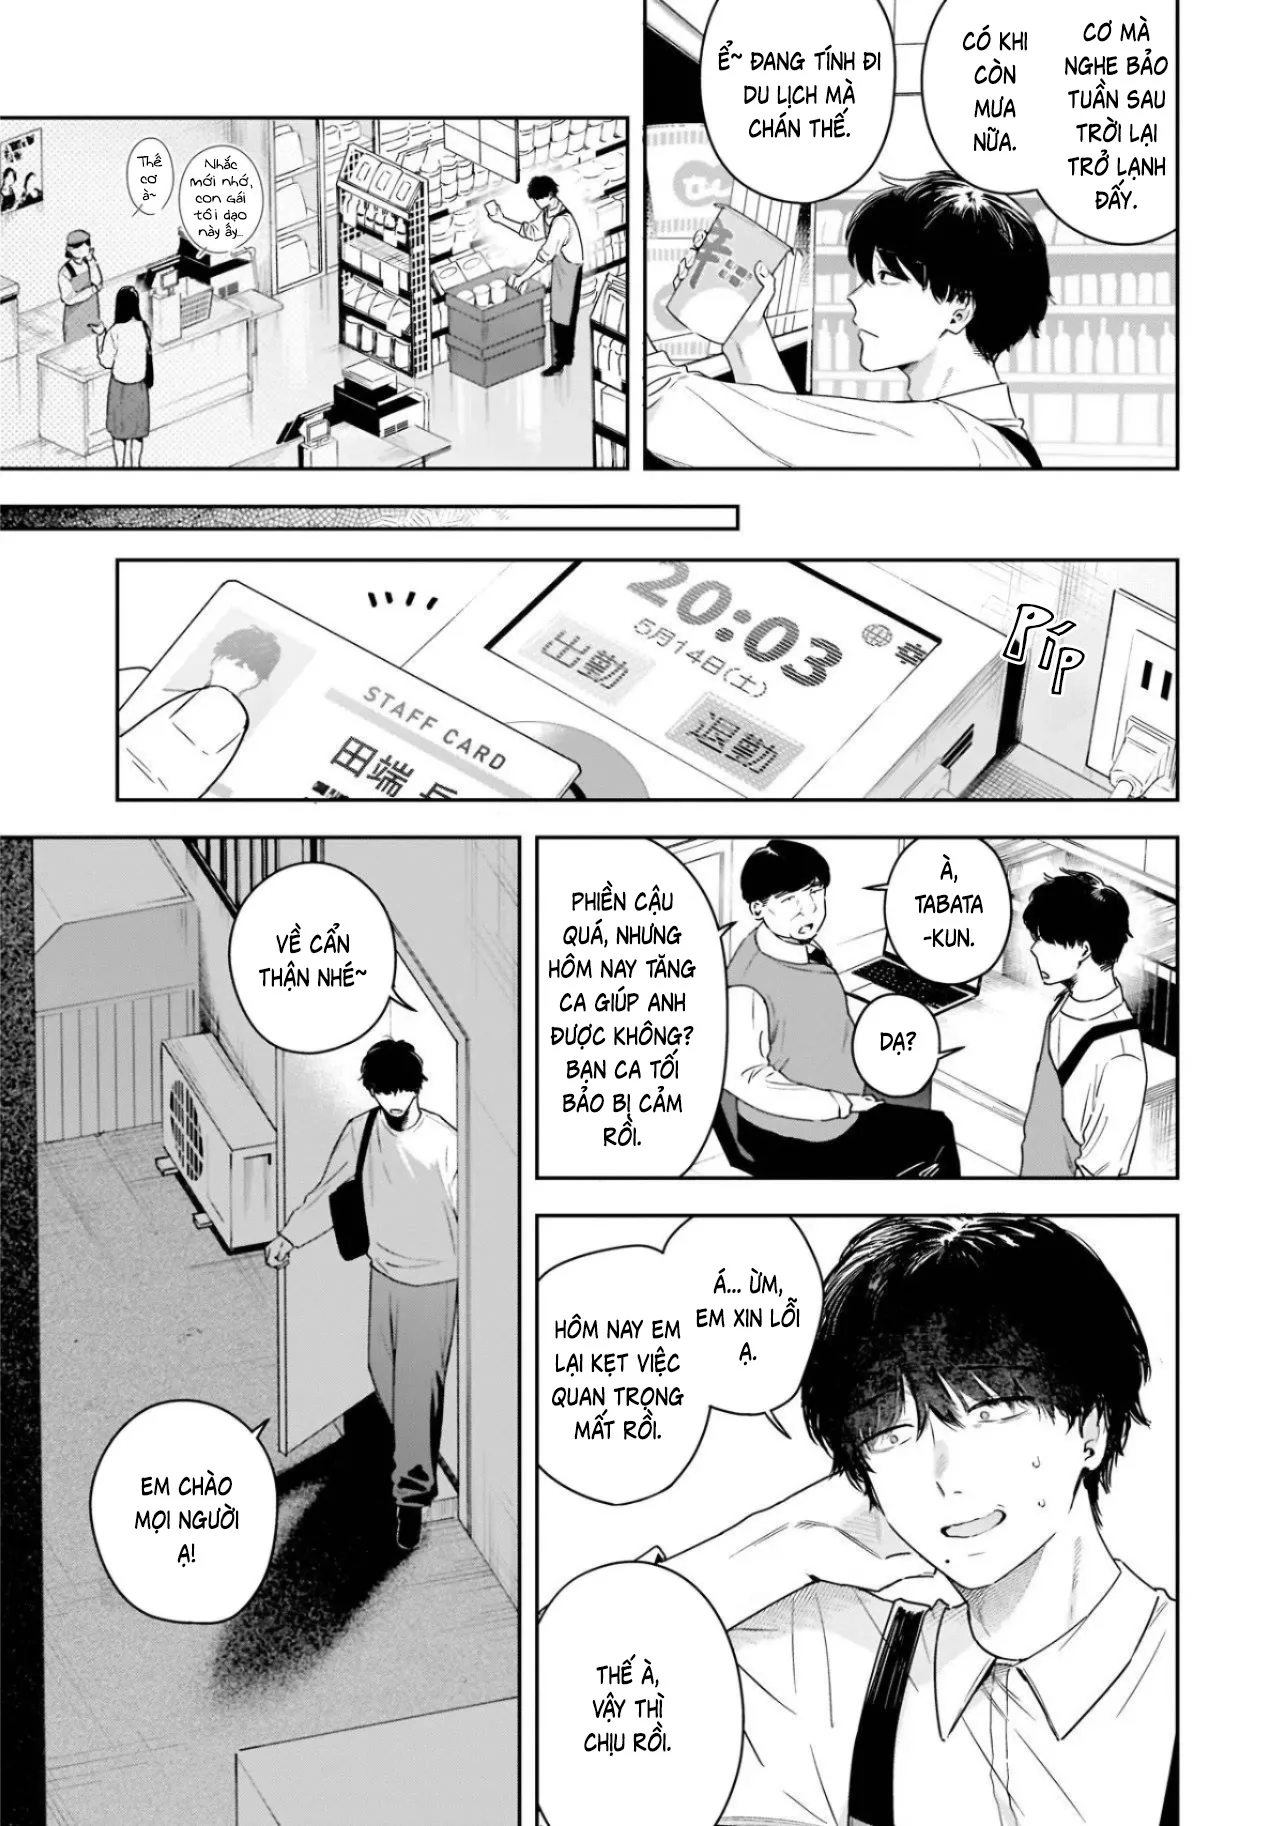 CƠ MÀ
NGHE BẢO
TUẦN SAU
TRỜI LẠI
TRỞ LẠNH
ĐẤY.
CÓ KHI
CÒN
MƯA
NỮA.
Ể~ ĐANG TÍNH ĐI
DU LỊCH MÀ
CHÁN THẾ.
辛
Nhắc
mới nhớ,
con gái
tôi dạo
này ấy...
Thế
cơ
à~
20:03
5月14日(土)
出勤
退勤
STAFF CARD
田端
PÍP
À,
TABATA
-KUN.
DẠ?
PHIỀN CẬU
QUÁ, NHƯNG
HÔM NAY TĂNG
CA GIÚP ANH
ĐƯỢC KHÔNG?
BẠN CA TỐI
BẢO BỊ CẢM
RỒI.
Á... ỪM,
EM XIN LỖI
Ạ.
HÔM NAY EM
LẠI KẸT VIỆC
QUAN TRỌNG
MẤT RỒI.
THẾ À,
VẬY THÌ
CHỊU RỒI.
VỀ CẨN
THẬN NHÉ~
EM CHÀO
MỌI NGƯỜI
Ạ!